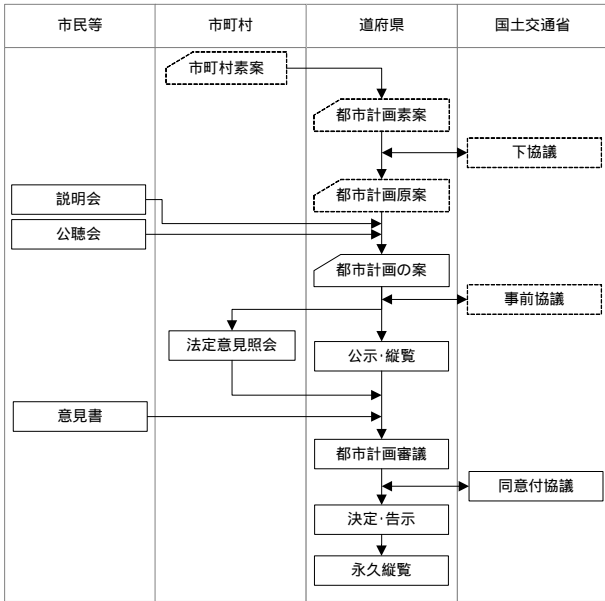 市民等
市町村
道府県
国土交通省
市町村素案
都市計画素案
下協議
都市計画原案
説明会
公聴会
都市計画の案
事前協議
法定意見照会
公示・縦覧
意見書
都市計画審議
同意付協議
決定・告示
永久縦覧